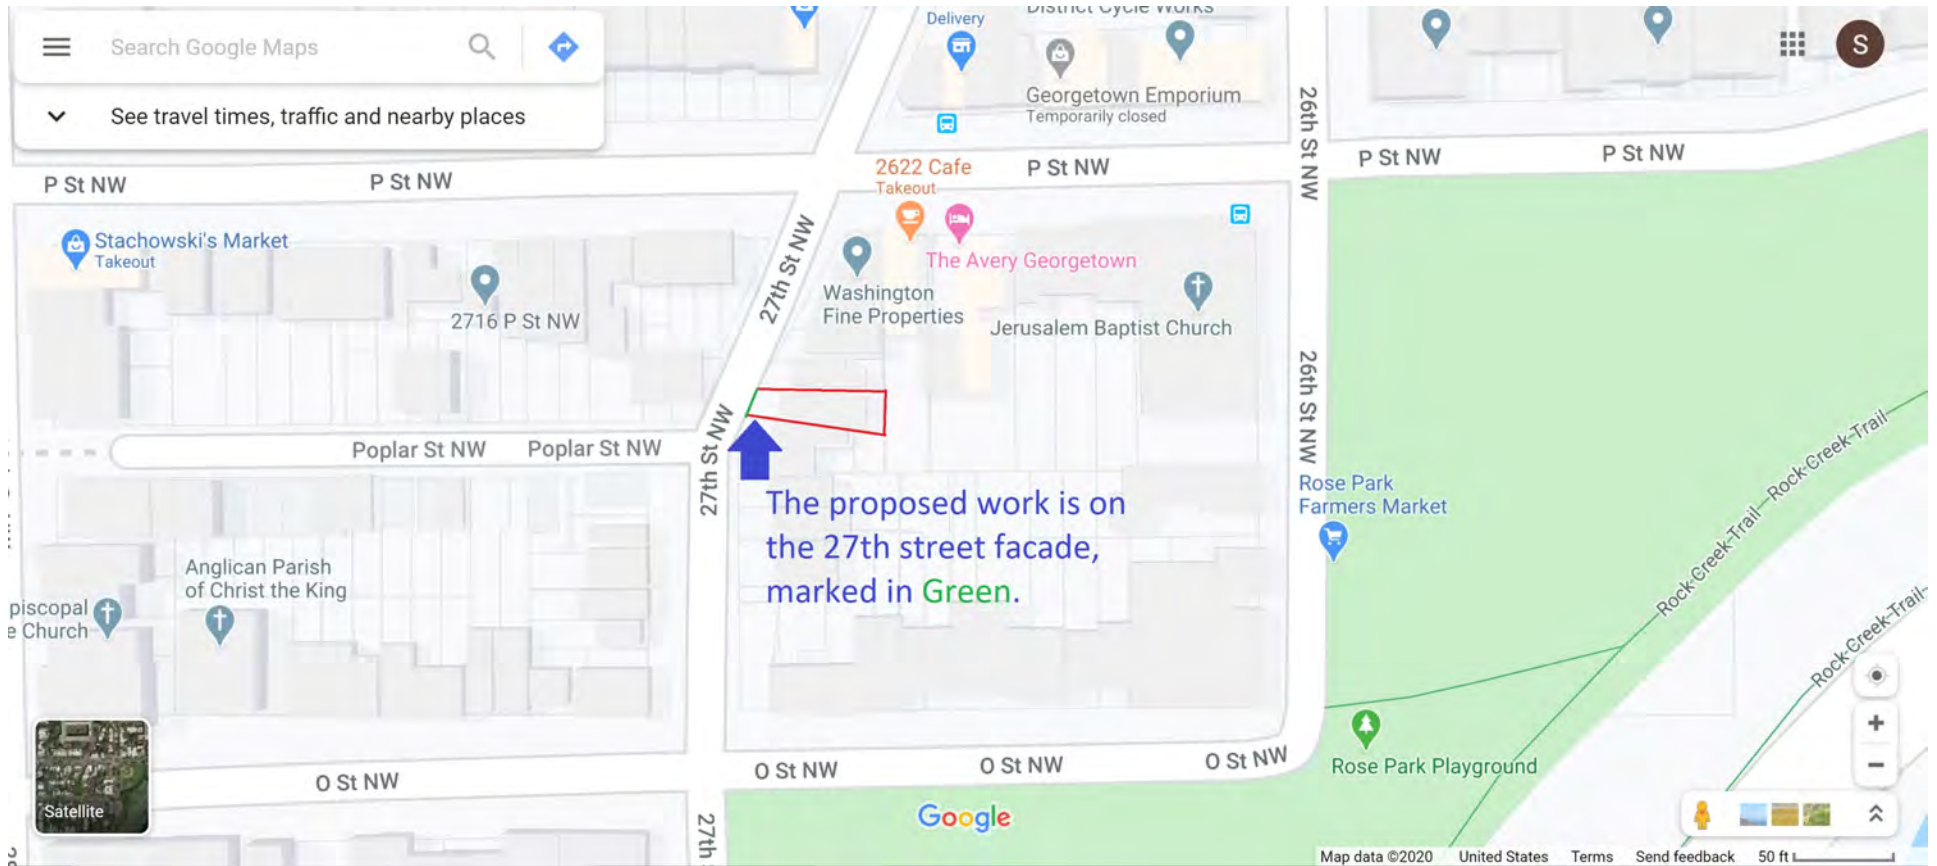 Search Google Maps
See travel times, traffic and nearby places
Delivery
District Cycle Works
Georgetown Emporium
Temporarily closed
S
26th St NW
P St NW
P St NW
P St NW
P St NW
P St NW
2622 Cafe
Takeout
Stachowski's Market
Takeout
27th St NW
The Avery Georgetown
Washington
Fine Properties
2716 P St NW
Jerusalem Baptist Church
26th St NW
Poplar St NW
Poplar St NW
27th St NW
The proposed work is on
the 27th street facade,
marked in Green.
Rose Park
Farmers Market
Rock-Creek-Trail
Rock-Creek-Trail
Rock-Creek-Trail
Anglican Parish
of Christ the King
piscopal
e Church
O St NW
O St NW
O St NW
O St NW
Rose Park Playground
Satellite
27th
Google
Map data ©2020
United States
Terms
Send feedback
50 ft